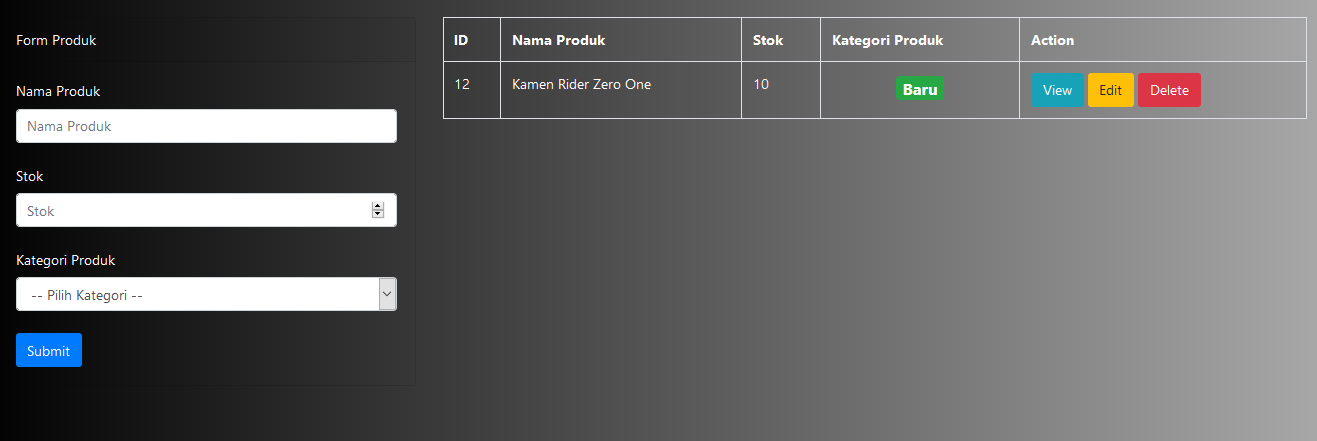 Form Produk
Nama Produk
Nama Produk
Stok
Stok
Kategori Produk
-- Pilih Kategori --
Submit
ID Nama Produk Stok Kategori Produk Action
12 Kamen Rider Zero One 10 Baru View Edit Delete